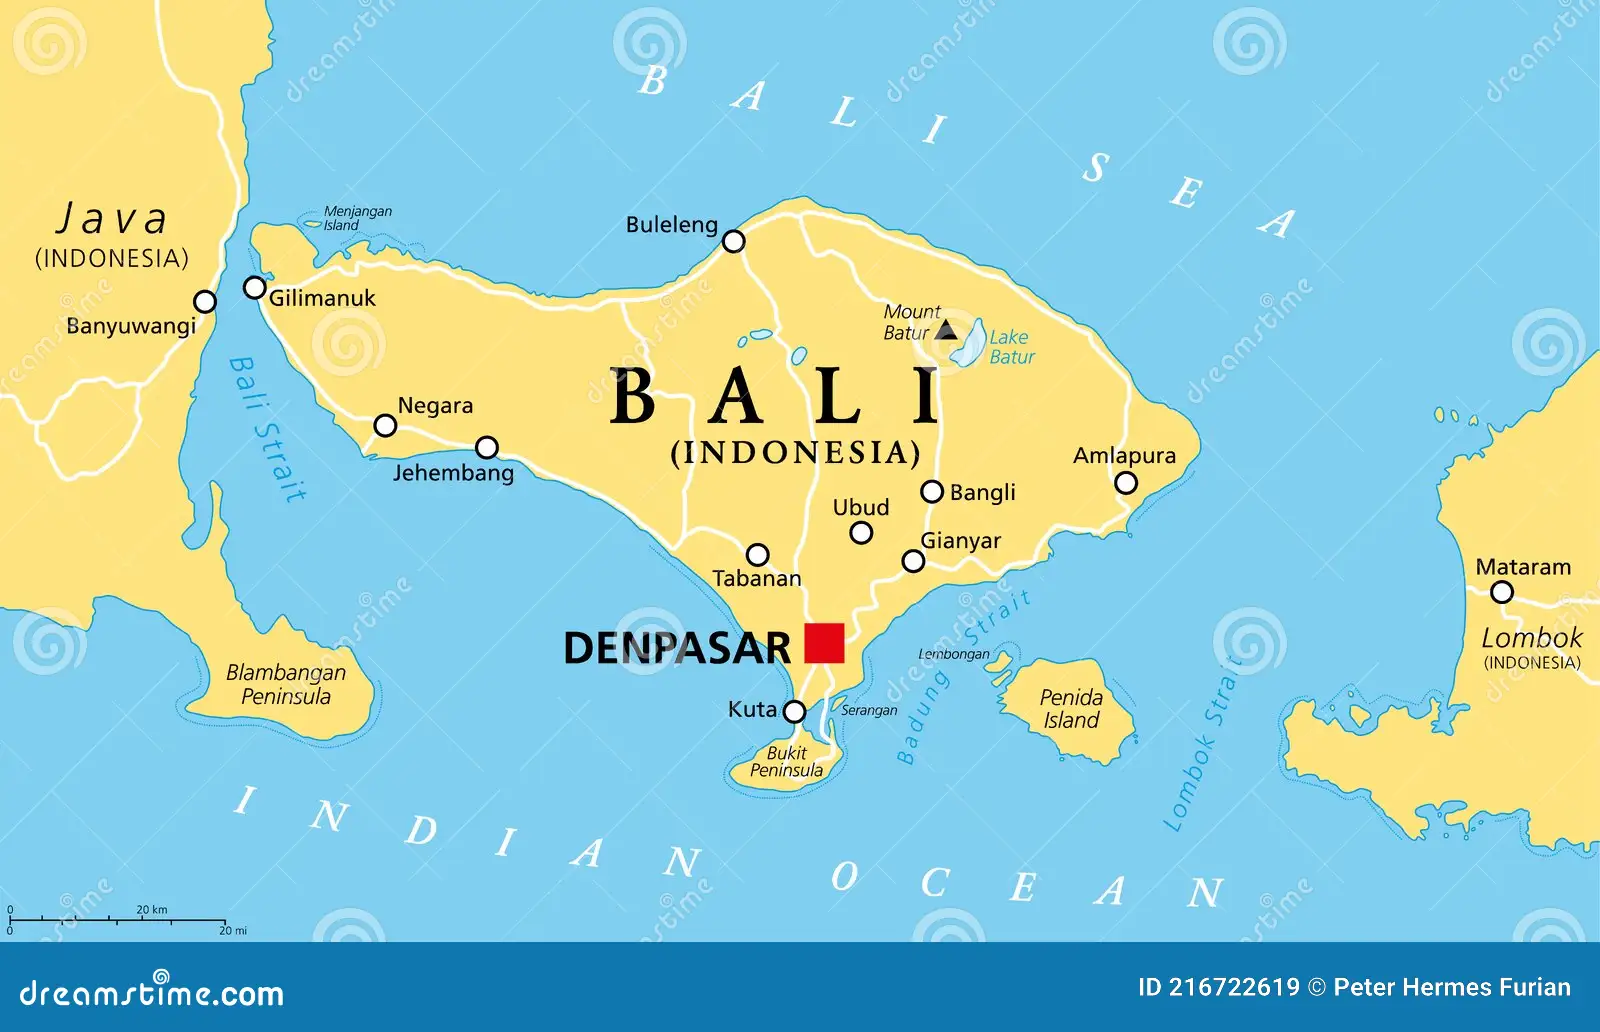 BALI SEA
Java
(INDONESIA)
Menjangan
Island
Buleleng
Gilimanuk
Banyuwangi
Mount
Batur
Lake
Batur
Bali Strait
BALI
(INDONESIA)
Negara
Jehembang
Amlapura
Bangli
Ubud
Gianyar
Tabanan
Mataram
Lombok
(INDONESIA)
DENPASAR
Badung Strait
Lembongan
Penida
Island
Blambangan
Peninsula
Kuta
Serangan
Bukit
Peninsula
Lombok Strait
INDIAN OCEAN
0 20 km
0 20 mi
dreamstime
dreamstime.com
ID 216722619 © Peter Hermes Furian